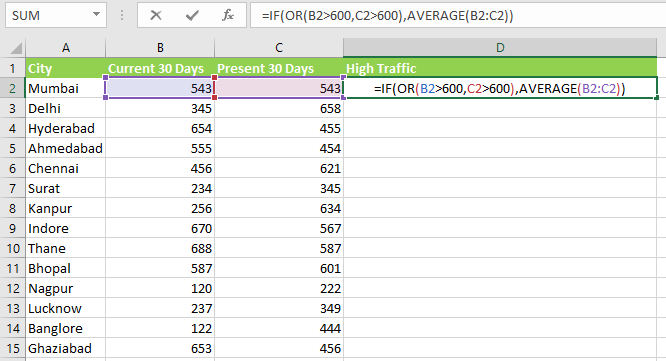 SUM fx =IF(OR(B2>600,C2>600),AVERAGE(B2:C2))
A B C D
1 City Current 30 Days Present 30 Days High Traffic
2 Mumbai 543 543 =IF(OR(B2>600,C2>600),AVERAGE(B2:C2))
3 Delhi 345 658
4 Hyderabad 654 455
5 Ahmedabad 555 454
6 Chennai 456 621
7 Surat 234 345
8 Kanpur 256 634
9 Indore 670 567
10 Thane 688 587
11 Bhopal 587 601
12 Nagpur 120 222
13 Lucknow 237 349
14 Banglore 122 444
15 Ghaziabad 653 456